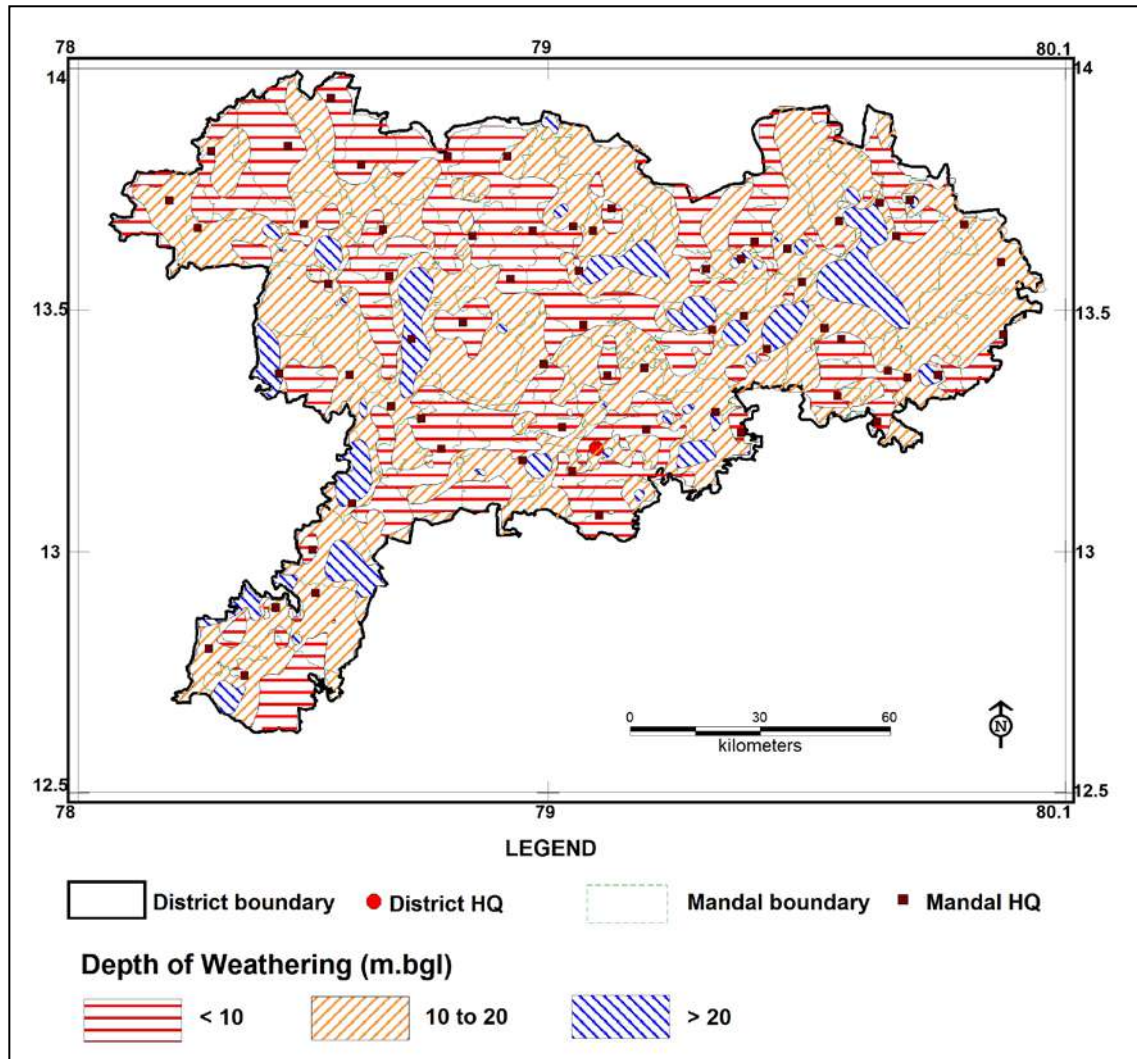 78 79 80.1
14 14
13.5 13.5
13 13
N
0 30 60
kilometers
12.5 12.5
78 79 80.1
LEGEND
District boundary District HQ Mandal boundary Mandal HQ
Depth of Weathering (m.bgl)
< 10 10 to 20 > 20